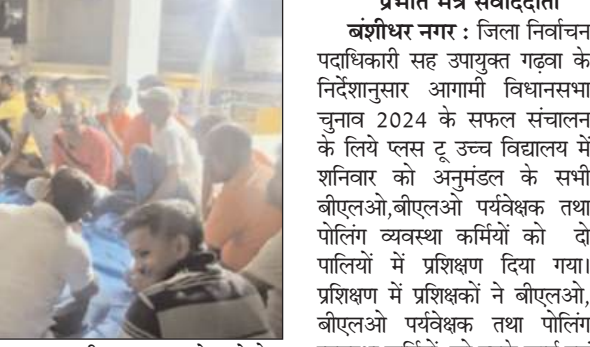 प्रभात मंत्र संवाददाता
बंशीधर नगर : जिला निर्वाचन
पदाधिकारी सह उपायुक्त गढ़वा के
निर्देशानुसार आगामी विधानसभा
चुनाव 2024 के सफल संचालन
के लिये प्लस टू उच्च विद्यालय में
शनिवार को अनुमंडल के सभी
बीएलओ,बीएलओ पर्यवेक्षक तथा
पोलिंग व्यवस्था कर्मियों को दो
पालियों में प्रशिक्षण दिया गया।
प्रशिक्षण में प्रशिक्षकों ने बीएलओ,
बीएलओ पर्यवेक्षक तथा पोलिंग